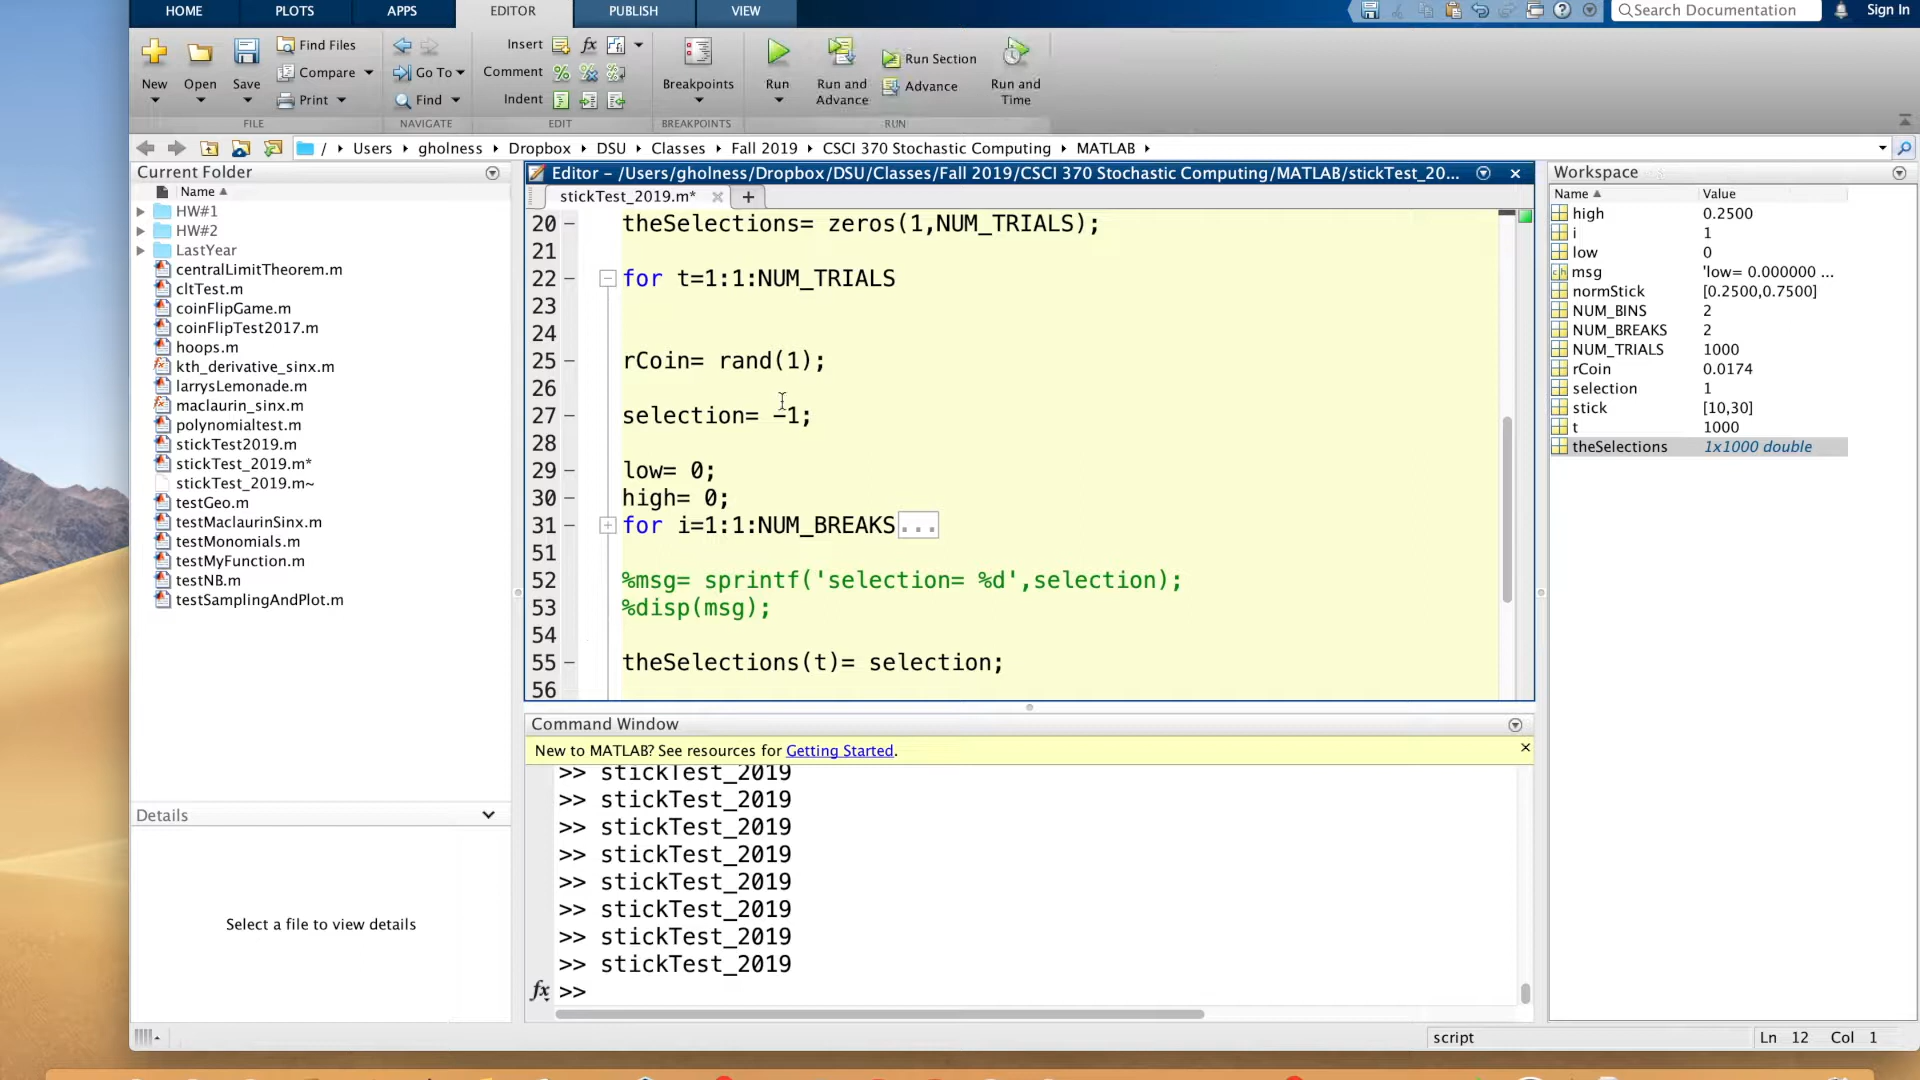 HOME PLOTS APPS EDITOR PUBLISH VIEW Search Documentation Sign In
New Open Save Find Files Compare Print Go To Find Insert Comment Indent fx Breakpoints Run Run and Advance Run Section Advance Run and Time
FILE NAVIGATE EDIT BREAKPOINTS RUN
/ Users gholness Dropbox DSU Classes Fall 2019 CSCI 370 Stochastic Computing MATLAB
Current Folder
Name
HW#1
HW#2
LastYear
centralLimitTheorem.m
cltTest.m
coinFlipGame.m
coinFlipTest2017.m
hoops.m
kth_derivative_sinx.m
larrysLemonade.m
maclaurin_sinx.m
polynomialtest.m
stickTest2019.m
stickTest_2019.m*
stickTest_2019.m~
testGeo.m
testMaclaurinSinx.m
testMonomials.m
testMyFunction.m
testNB.m
testSamplingAndPlot.m
Details
Select a file to view details
Editor - /Users/gholness/Dropbox/DSU/Classes/Fall 2019/CSCI 370 Stochastic Computing/MATLAB/stickTest_20...
stickTest_2019.m*
20 theSelections= zeros(1,NUM_TRIALS);
21
22 for t=1:1:NUM_TRIALS
23
24
25 rCoin= rand(1);
26
27 selection= -1;
28
29 low= 0;
30 high= 0;
31 for i=1:1:NUM_BREAKS...
51
52 %msg= sprintf('selection= %d',selection);
53 %disp(msg);
54
55 theSelections(t)= selection;
56
Command Window
New to MATLAB? See resources for Getting Started.
>> stickTest_2019
>> stickTest_2019
>> stickTest_2019
>> stickTest_2019
>> stickTest_2019
>> stickTest_2019
>> stickTest_2019
>> stickTest_2019
fx >>
Workspace
Name Value
high 0.2500
i 1
low 0
msg 'low= 0.000000 ...
normStick [0.2500,0.7500]
NUM_BINS 2
NUM_BREAKS 2
NUM_TRIALS 1000
rCoin 0.0174
selection 1
stick [10,30]
t 1000
theSelections 1x1000 double
script Ln 12 Col 1